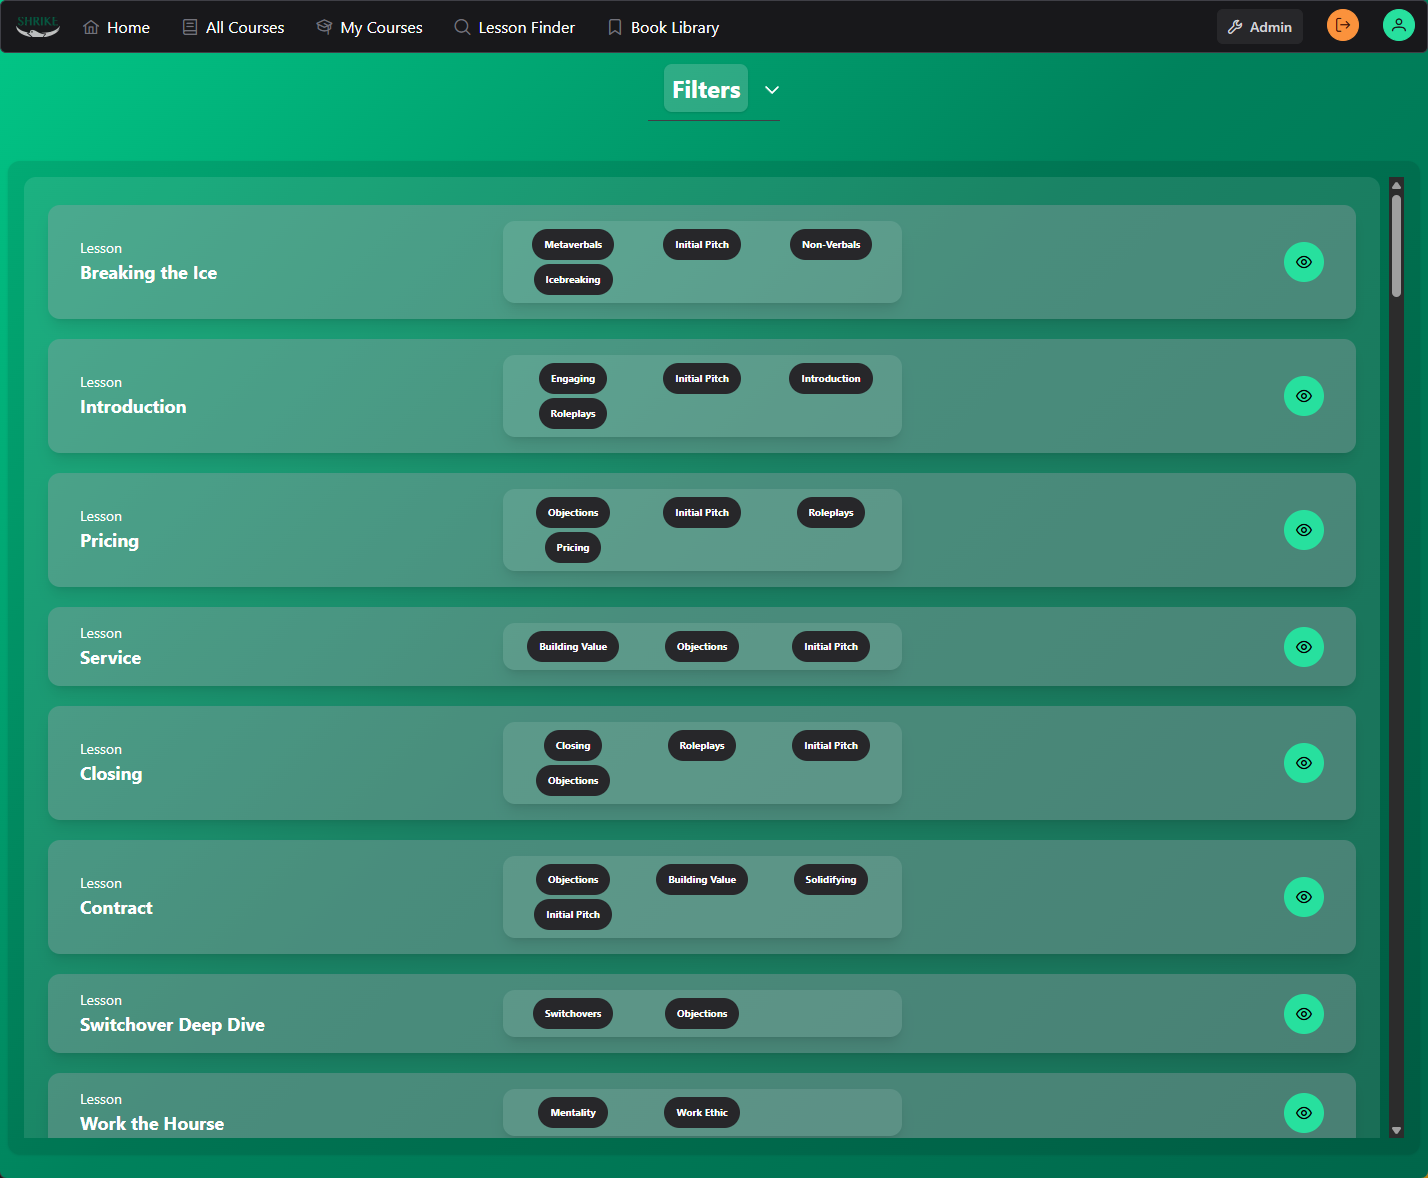 SHRIKE
Home
All Courses
My Courses
Lesson Finder
Book Library
Admin
Filters
Lesson
Breaking the Ice
Metaverbals
Initial Pitch
Non-Verbals
Icebreaking
Lesson
Introduction
Engaging
Initial Pitch
Introduction
Roleplays
Lesson
Pricing
Objections
Initial Pitch
Roleplays
Pricing
Lesson
Service
Building Value
Objections
Initial Pitch
Lesson
Closing
Closing
Roleplays
Initial Pitch
Objections
Lesson
Contract
Objections
Building Value
Solidifying
Initial Pitch
Lesson
Switchover Deep Dive
Switchovers
Objections
Lesson
Work the Hourse
Mentality
Work Ethic